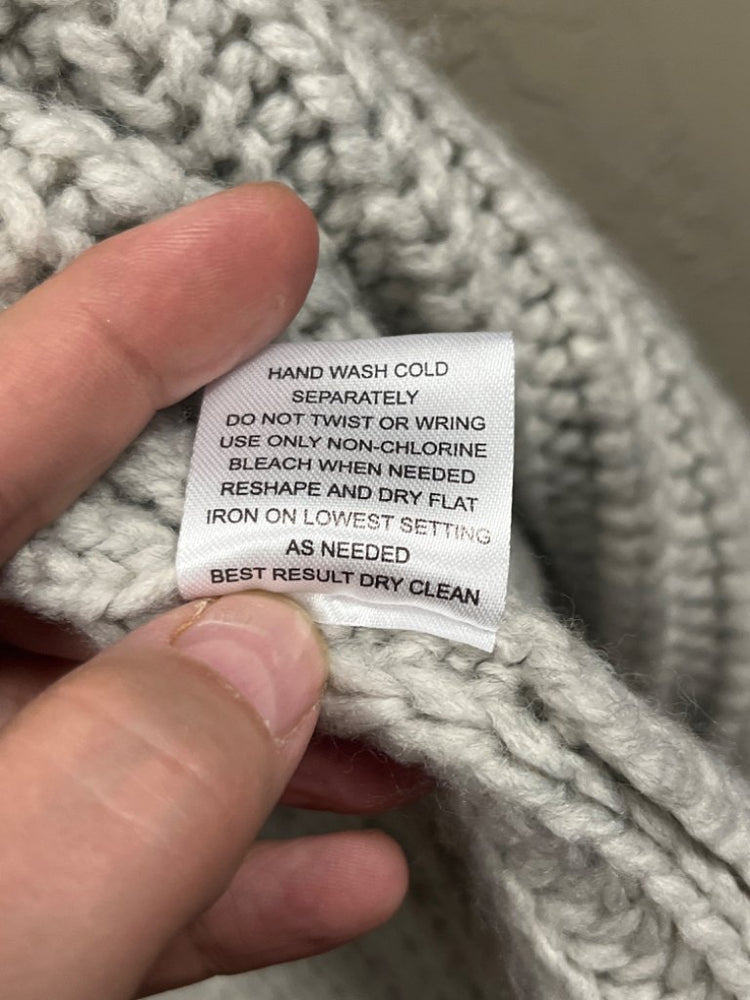 HAND WASH COLD
SEPARATELY
DO NOT TWIST OR WRING
USE ONLY NON-CHLORINE
BLEACH WHEN NEEDED
RESHAPE AND DRY FLAT
IRON ON LOWEST SETTING
AS NEEDED
BEST RESULT DRY CLEAN